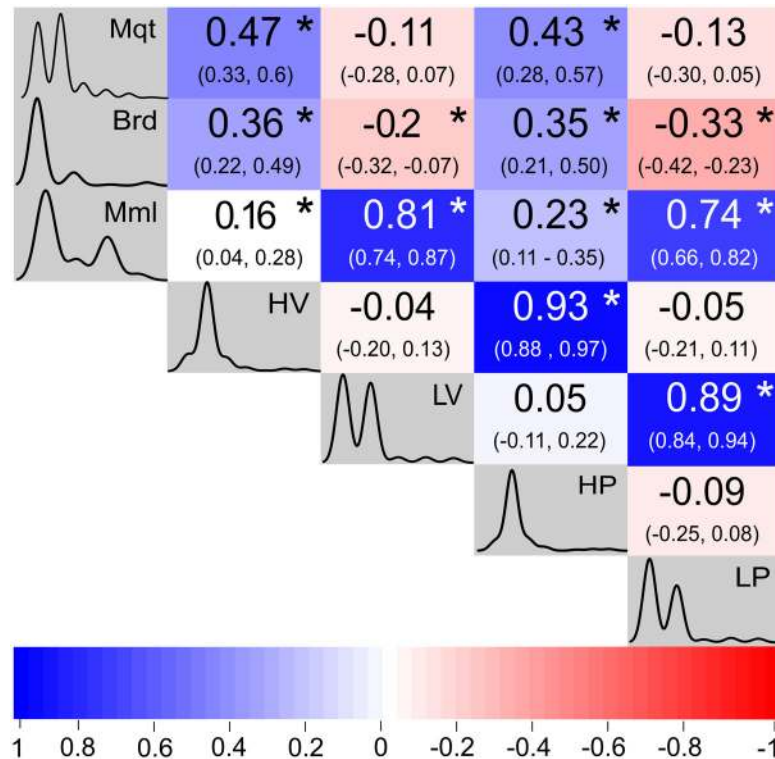 Mqt 0.47 * -0.11 0.43 * -0.13
(0.33, 0.6) (-0.28, 0.07) (0.28, 0.57) (-0.30, 0.05)
Brd 0.36 * -0.2 * 0.35 * -0.33 *
(0.22, 0.49) (-0.32, -0.07) (0.21, 0.50) (-0.42, -0.23)
Mml 0.16 * 0.81 * 0.23 * 0.74 *
(0.04, 0.28) (0.74, 0.87) (0.11 - 0.35) (0.66, 0.82)
HV -0.04 0.93 * -0.05
(-0.20, 0.13) (0.88 , 0.97) (-0.21, 0.11)
LV 0.05 0.89 *
(-0.11, 0.22) (0.84, 0.94)
HP -0.09
(-0.25, 0.08)
LP
1 0.8 0.6 0.4 0.2 0 -0.2 -0.4 -0.6 -0.8 -1